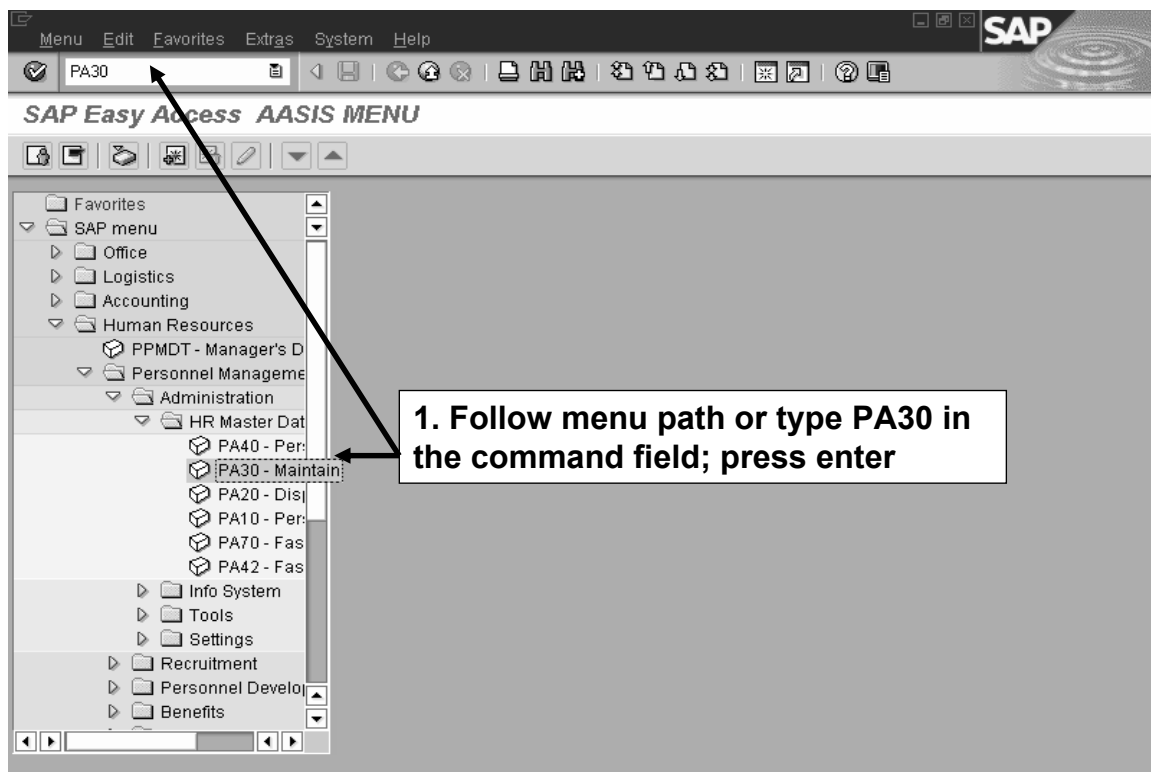 Menu Edit Favorites Extras System Help
SAP
PA30
SAP Easy Access AASIS MENU
Favorites
SAP menu
Office
Logistics
Accounting
Human Resources
PPMDT - Manager's D
Personnel Manageme
Administration
HR Master Dat
PA40 - Per
PA30 - Maintain
PA20 - Disp
PA10 - Per
PA70 - Fas
PA42 - Fas
Info System
Tools
Settings
Recruitment
Personnel Develop
Benefits
1. Follow menu path or type PA30 in
the command field; press enter